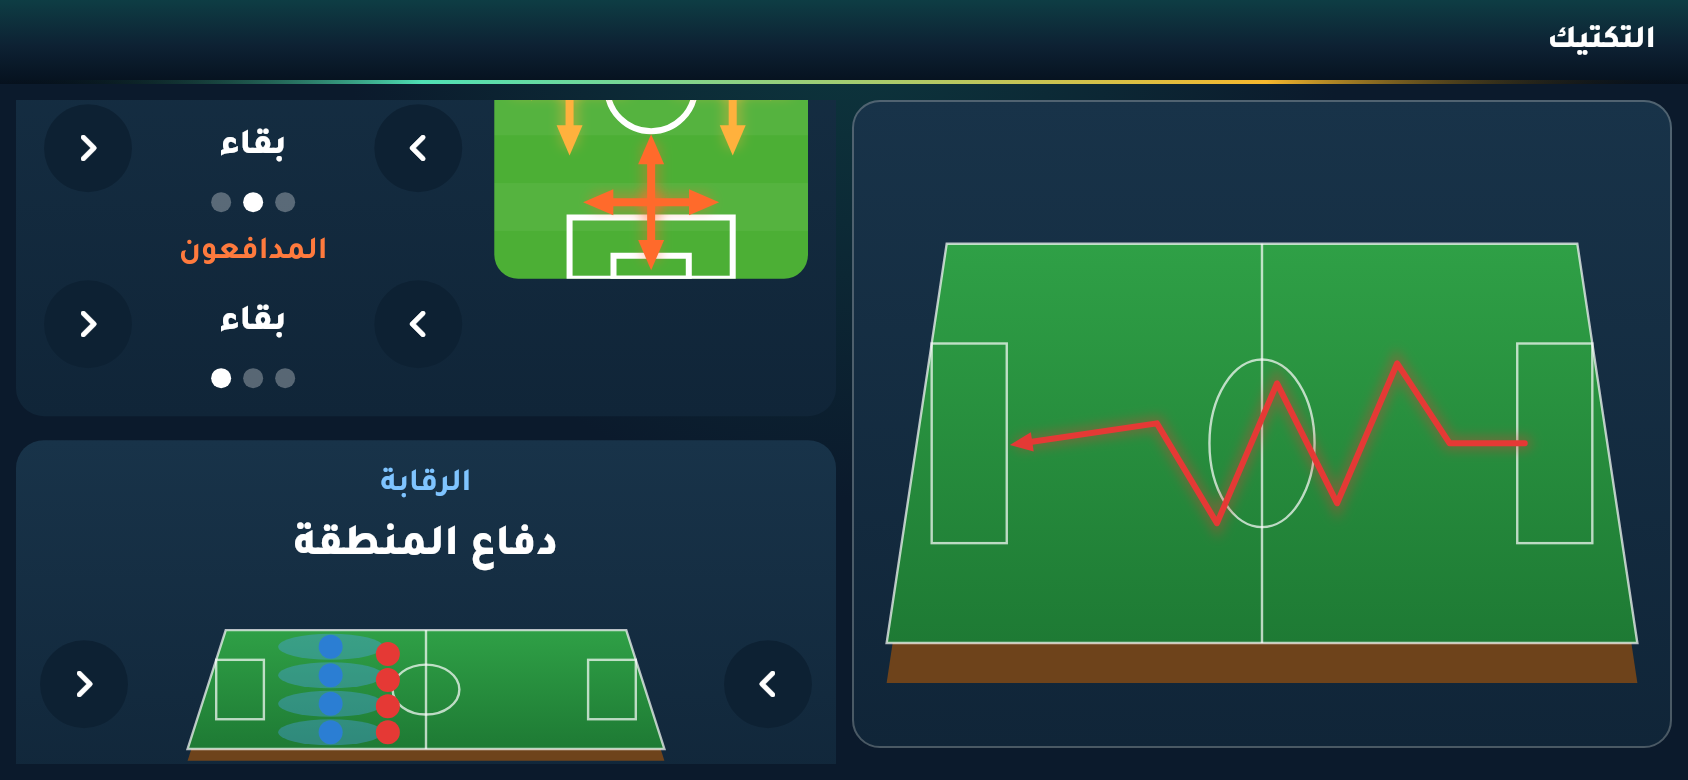 التكتيك
بقاء
المدافعون
بقاء
الرقابة
دفاع المنطقة